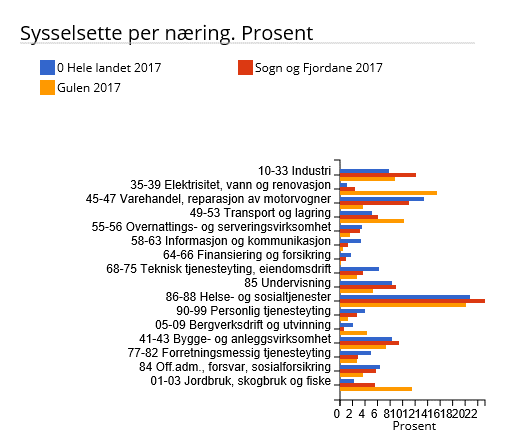 Sysselsette per næring. Prosent
0 Hele landet 2017
Sogn og Fjordane 2017
Gulen 2017
10-33 Industri
35-39 Elektrisitet, vann og renovasjon
45-47 Varehandel, reparasjon av motorvogner
49-53 Transport og lagring
55-56 Overnattings- og serveringsvirksomhet
58-63 Informasjon og kommunikasjon
64-66 Finansiering og forsikring
68-75 Teknisk tjenesteyting, eiendomsdrift
85 Undervisning
86-88 Helse- og sosialtjenester
90-99 Personlig tjenesteyting
05-09 Bergverksdrift og utvinning
41-43 Bygge- og anleggsvirksomhet
77-82 Forretningsmessig tjenesteyting
84 Off.adm., forsvar, sosialforsikring
01-03 Jordbruk, skogbruk og fiske
0 2 4 6 8 10 12 14 16 18 20 22
Prosent